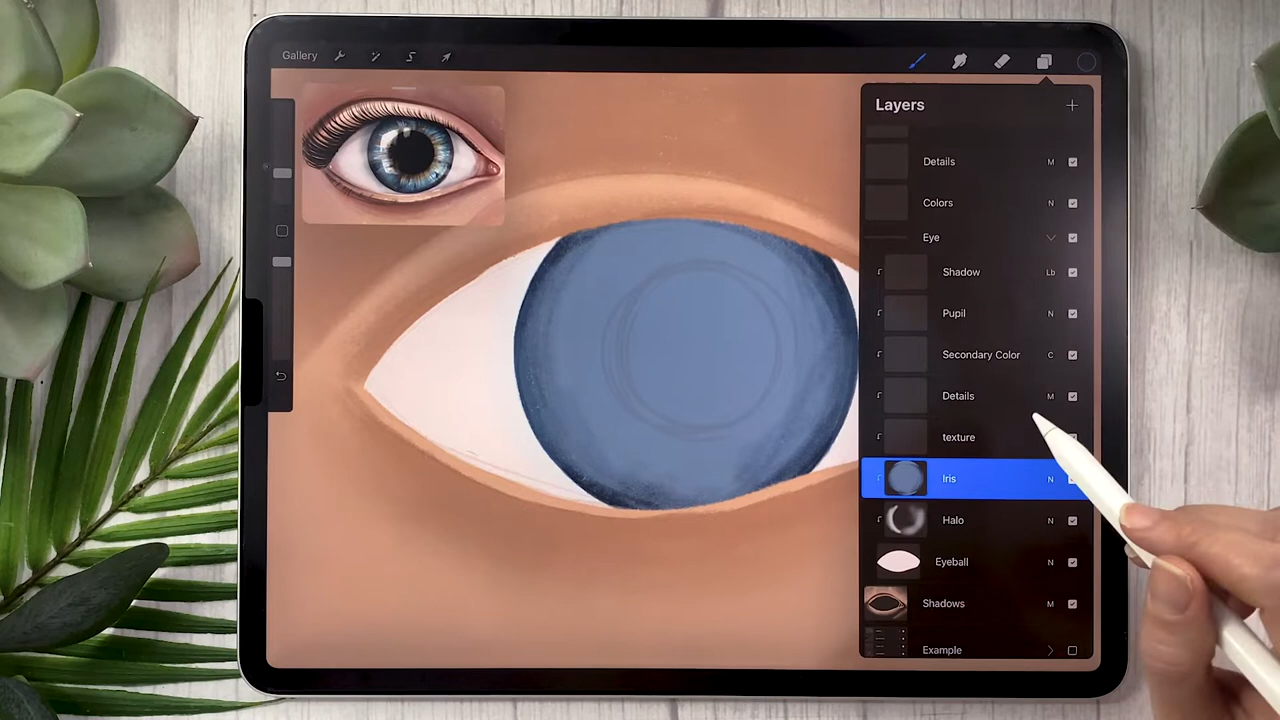 Gallery
Layers
Details M
Colors N
Eye
Shadow Lb
Pupil N
Secondary Color C
Details M
texture
Iris N
Halo N
Eyeball N
Shadows M
Example